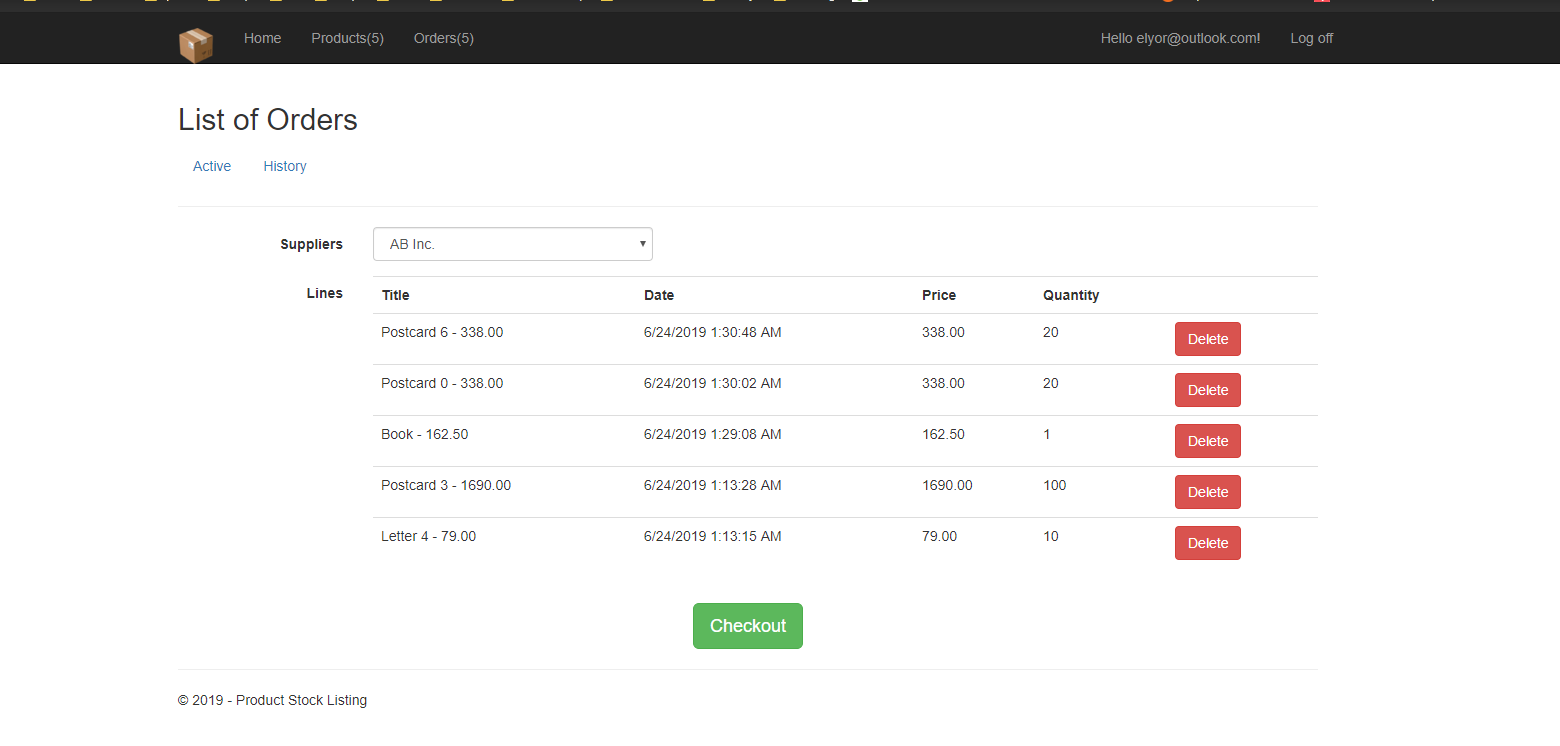 Home Products(5) Orders(5) Hello elyor@outlook.com! Log off
List of Orders
Active History
Suppliers AB Inc.
Lines Title Date Price Quantity
Postcard 6 - 338.00 6/24/2019 1:30:48 AM 338.00 20 Delete
Postcard 0 - 338.00 6/24/2019 1:30:02 AM 338.00 20 Delete
Book - 162.50 6/24/2019 1:29:08 AM 162.50 1 Delete
Postcard 3 - 1690.00 6/24/2019 1:13:28 AM 1690.00 100 Delete
Letter 4 - 79.00 6/24/2019 1:13:15 AM 79.00 10 Delete
Checkout
© 2019 - Product Stock Listing